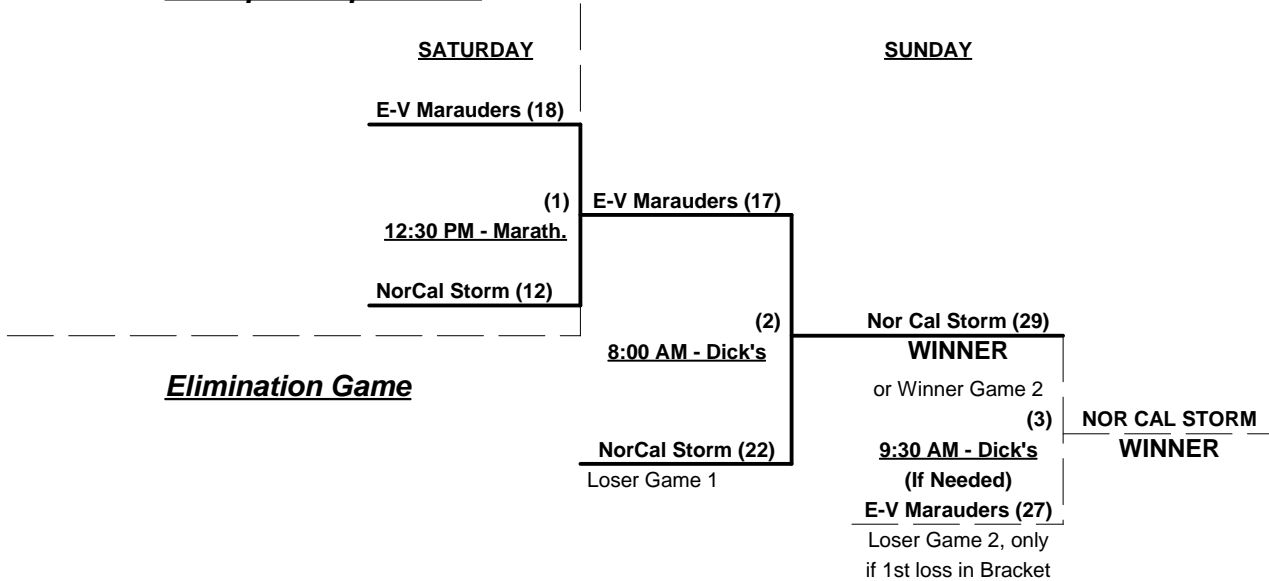 SATURDAY
SUNDAY
E-V Marauders (18)
(1)
E-V Marauders (17)
12:30 PM - Marath.
NorCal Storm (12)
(2)
Nor Cal Storm (29)
8:00 AM - Dick's
WINNER
Elimination Game
or Winner Game 2
(3)
NOR CAL STORM
NorCal Storm (22)
9:30 AM - Dick's
WINNER
Loser Game 1
(If Needed)
E-V Marauders (27)
Loser Game 2, only
if 1st loss in Bracket